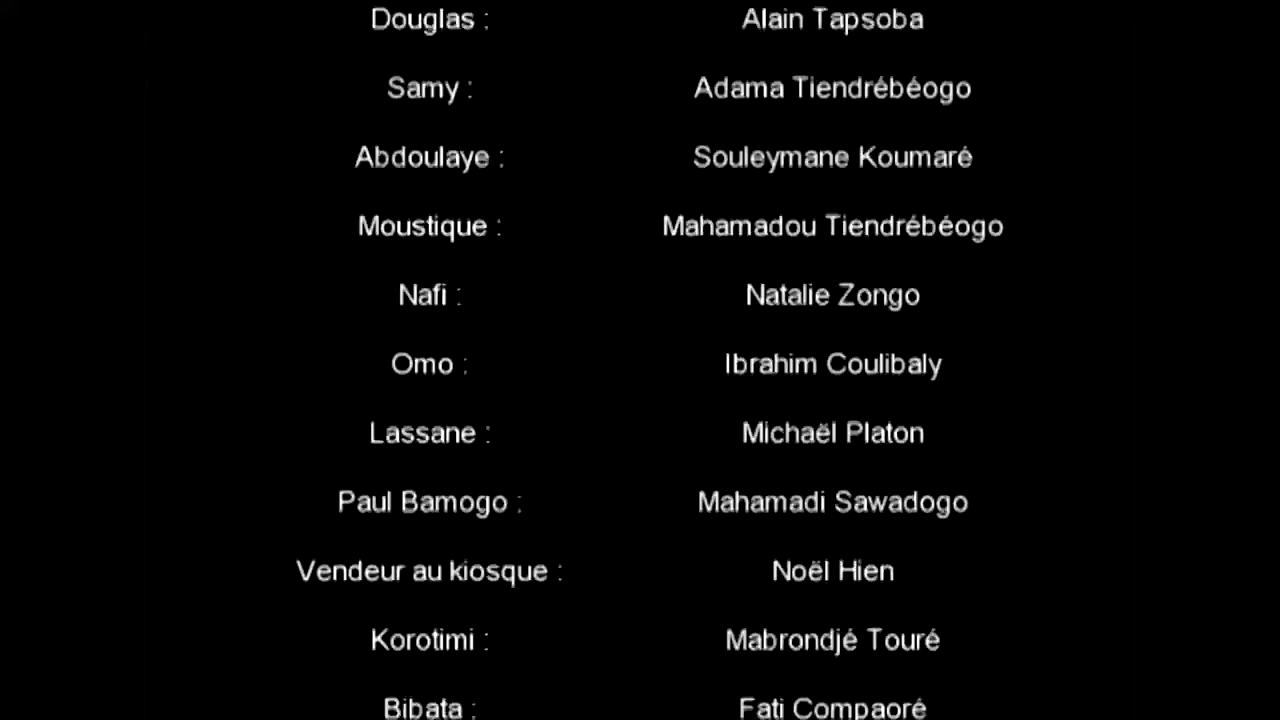 Douglas : Alain Tapsoba
Samy : Adama Tiendrébéogo
Abdoulaye : Souleymane Koumaré
Moustique : Mahamadou Tiendrébéogo
Nafi : Natalie Zongo
Omo : Ibrahim Coulibaly
Lassane : Michaël Platon
Paul Bamogo : Mahamadi Sawadogo
Vendeur au kiosque : Noël Hien
Korotimi : Mabrondjé Touré
Bibata : Fati Compaoré